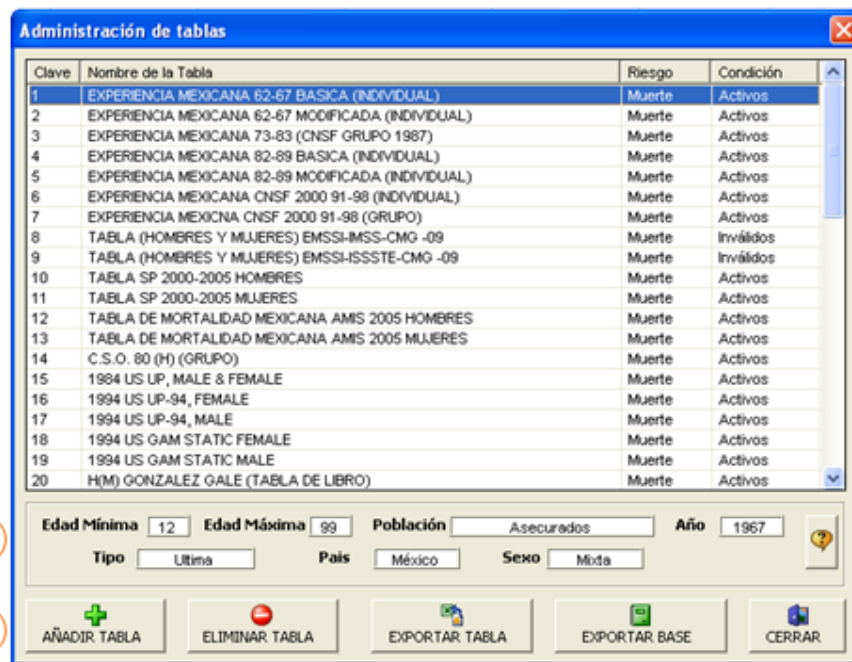 Administración de tablas
Clave Nombre de la Tabla Riesgo Condición
1 EXPERIENCIA MEXICANA 62-67 BASICA (INDIVIDUAL) Muerte Activos
2 EXPERIENCIA MEXICANA 62-67 MODIFICADA (INDIVIDUAL) Muerte Activos
3 EXPERIENCIA MEXICANA 73-83 (CNSF GRUPO 1987) Muerte Activos
4 EXPERIENCIA MEXICANA 82-89 BASICA (INDIVIDUAL) Muerte Activos
5 EXPERIENCIA MEXICANA 82-89 MODIFICADA (INDIVIDUAL) Muerte Activos
6 EXPERIENCIA MEXICANA CNSF 2000 91-98 (INDIVIDUAL) Muerte Activos
7 EXPERIENCIA MEXICNA CNSF 2000 91-98 (GRUPO) Muerte Activos
8 TABLA (HOMBRES Y MUJERES) EMSSI-IMSS-CMG -09 Muerte Inválidos
9 TABLA (HOMBRES Y MUJERES) EMSSI-ISSSTE-CMG -09 Muerte Inválidos
10 TABLA SP 2000-2005 HOMBRES Muerte Activos
11 TABLA SP 2000-2005 MUJERES Muerte Activos
12 TABLA DE MORTALIDAD MEXICANA AMIS 2005 HOMBRES Muerte Activos
13 TABLA DE MORTALIDAD MEXICANA AMIS 2005 MUJERES Muerte Activos
14 C.S.O. 80 (H) (GRUPO) Muerte Activos
15 1984 US UP, MALE & FEMALE Muerte Activos
16 1994 US UP-94, FEMALE Muerte Activos
17 1994 US UP-94, MALE Muerte Activos
18 1994 US GAM STATIC FEMALE Muerte Activos
19 1994 US GAM STATIC MALE Muerte Activos
20 H(M) GONZALEZ GALE (TABLA DE LIBRO) Muerte Activos
Edad Mínima 12 Edad Máxima 99 Población Asecurados Año 1967
Tipo Ultima Pais México Sexo Mixta
AÑADIR TABLA ELIMINAR TABLA EXPORTAR TABLA EXPORTAR BASE CERRAR